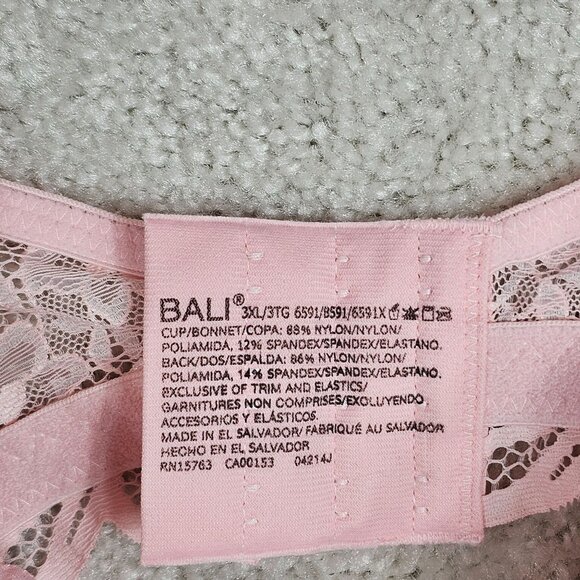 BALI® 3XL/3TG 6591/8591/6591X
CUP/BONNET/COPA: 88% NYLON/NYLON/
POLIAMIDA, 12% SPANDEX/SPANDEX/ELASTANO.
BACK/DOS/ESPALDA: 86% NYLON/NYLON/
POLIAMIDA, 14% SPANDEX/SPANDEX/ELASTANO.
EXCLUSIVE OF TRIM AND ELASTICS/
GARNITURES NON COMPRISES/EXCLUYENDO
ACCESORIOS Y ELÁSTICOS.
MADE IN EL SALVADOR/FABRIQUÉ AU SALVADOR
HECHO EN EL SALVADOR
RN15763 CA00153 04214J